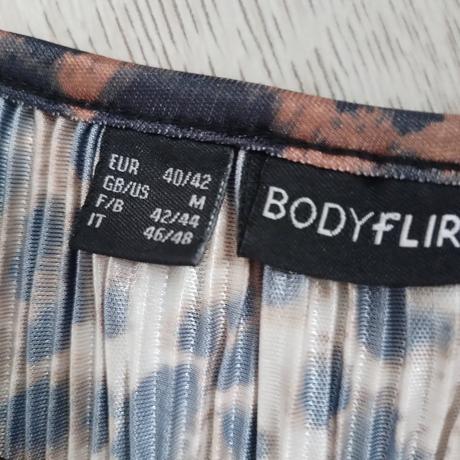 EUR 40/42
GB/US M
F/B 42/44
IT 46/48
BODYFLIR